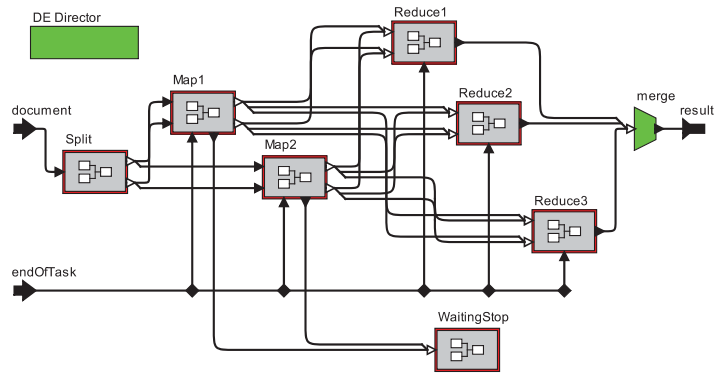 DE Director
Reduce1
Map1
Reduce2
merge
document
result
Split
Map2
Reduce3
endOfTask
WaitingStop